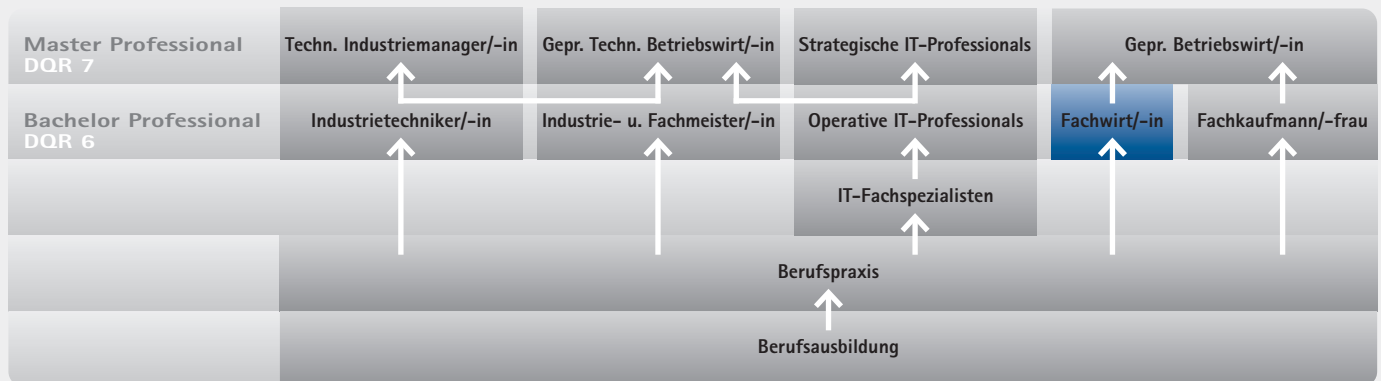 Master Professional
DQR 7
Techn. Industriemanager/-in
Gepr. Techn. Betriebswirt/-in
Strategische IT-Professionals
Gepr. Betriebswirt/-in
Bachelor Professional
DQR 6
Industrietechniker/-in
Industrie- u. Fachmeister/-in
Operative IT-Professionals
Fachwirt/-in
Fachkaufmann/-frau
IT-Fachspezialisten
Berufspraxis
Berufsausbildung